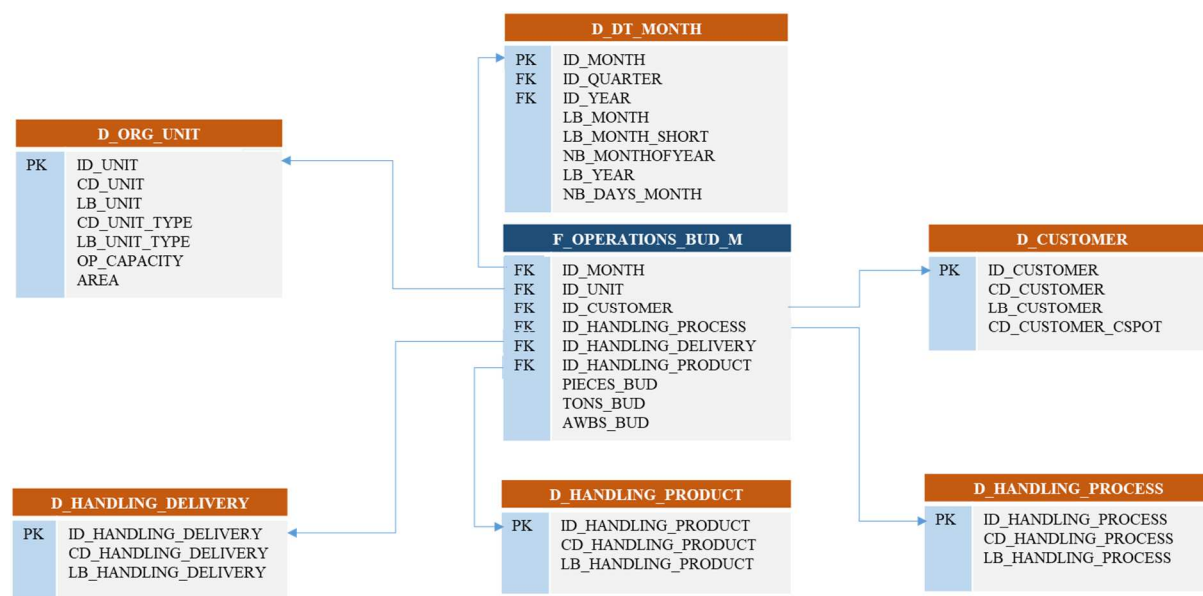 D_DT_MONTH
PK ID_MONTH
FK ID_QUARTER
FK ID_YEAR
LB_MONTH
LB_MONTH_SHORT
NB_MONTHOFYEAR
LB_YEAR
NB_DAYS_MONTH
D_ORG_UNIT
PK ID_UNIT
CD_UNIT
LB_UNIT
CD_UNIT_TYPE
LB_UNIT_TYPE
OP_CAPACITY
AREA
F_OPERATIONS_BUD_M
FK ID_MONTH
FK ID_UNIT
FK ID_CUSTOMER
FK ID_HANDLING_PROCESS
FK ID_HANDLING_DELIVERY
FK ID_HANDLING_PRODUCT
PIECES_BUD
TONS_BUD
AWBS_BUD
D_CUSTOMER
PK ID_CUSTOMER
CD_CUSTOMER
LB_CUSTOMER
CD_CUSTOMER_CSPOT
D_HANDLING_DELIVERY
PK ID_HANDLING_DELIVERY
CD_HANDLING_DELIVERY
LB_HANDLING_DELIVERY
D_HANDLING_PRODUCT
PK ID_HANDLING_PRODUCT
CD_HANDLING_PRODUCT
LB_HANDLING_PRODUCT
D_HANDLING_PROCESS
PK ID_HANDLING_PROCESS
CD_HANDLING_PROCESS
LB_HANDLING_PROCESS